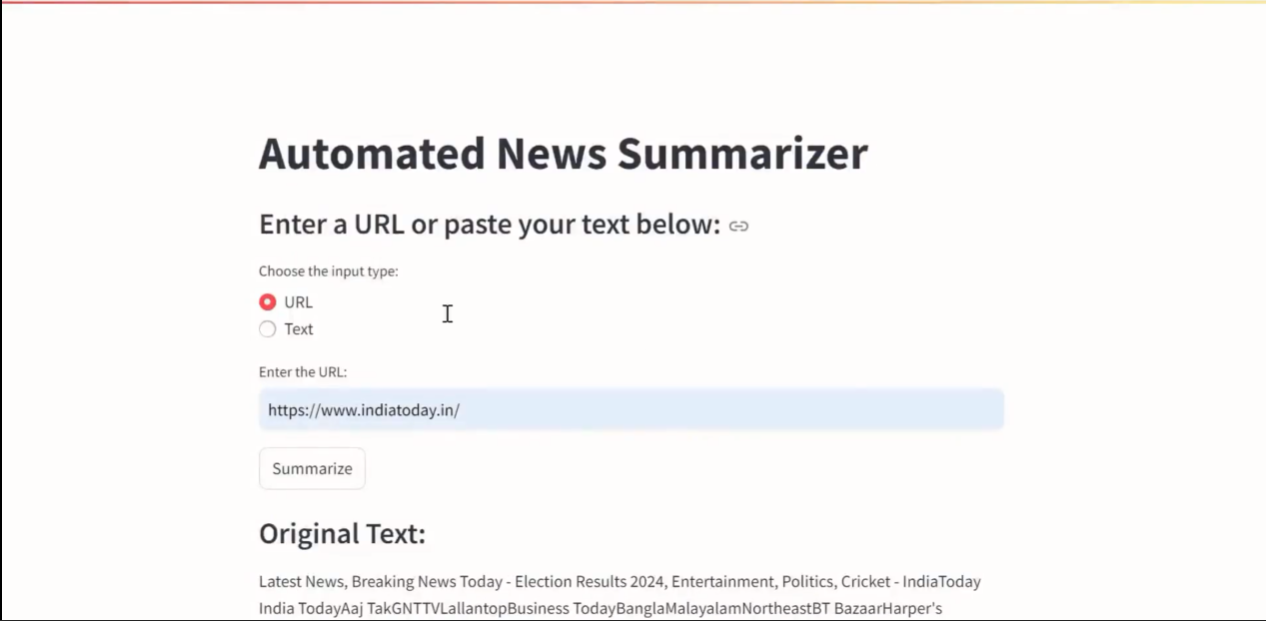 Automated News Summarizer
Enter a URL or paste your text below:
Choose the input type:
URL
Text
Enter the URL:
https://www.indiatoday.in/
Summarize
Original Text:
Latest News, Breaking News Today - Election Results 2024, Entertainment, Politics, Cricket - IndiaToday
India TodayAaj TakGNTTVLallantopBusiness TodayBanglaMalayalamNortheastBT BazaarHarper's